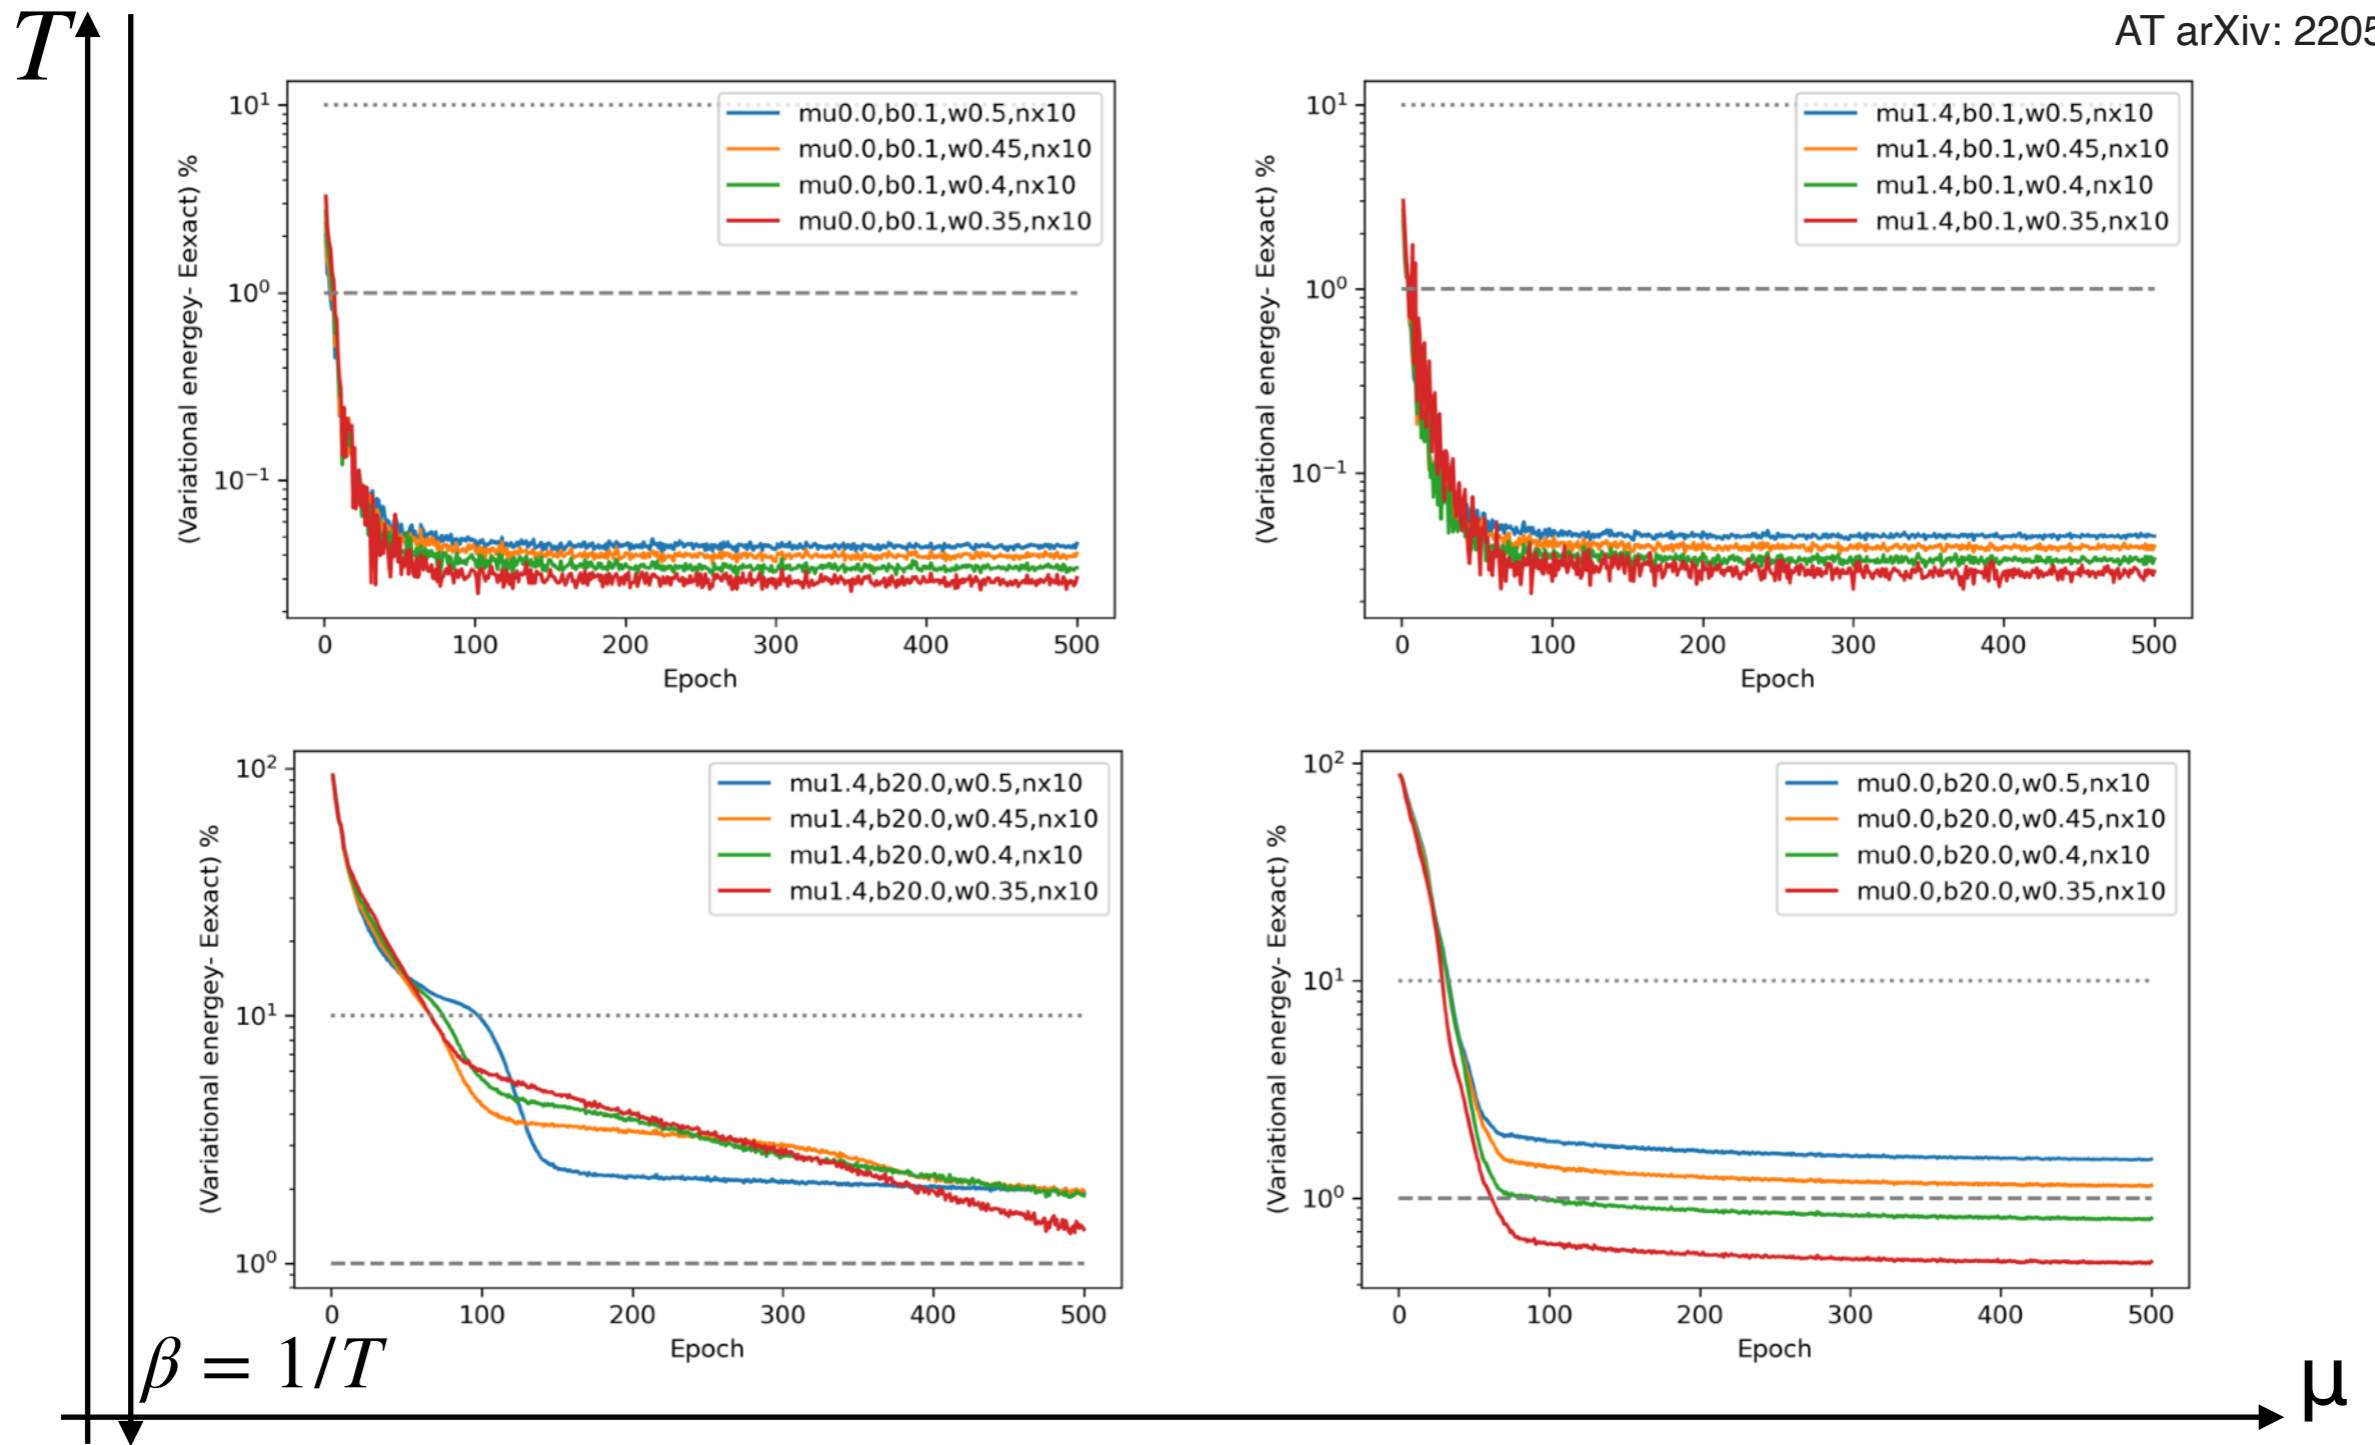 T
AT arXiv: 2205
(Variational energey- Eexact) %
10¹
10⁰
10⁻¹
mu0.0,b0.1,w0.5,nx10
mu0.0,b0.1,w0.45,nx10
mu0.0,b0.1,w0.4,nx10
mu0.0,b0.1,w0.35,nx10
0 100 200 300 400 500
Epoch
(Variational energey- Eexact) %
10¹
10⁰
10⁻¹
mu1.4,b0.1,w0.5,nx10
mu1.4,b0.1,w0.45,nx10
mu1.4,b0.1,w0.4,nx10
mu1.4,b0.1,w0.35,nx10
0 100 200 300 400 500
Epoch
(Variational energey- Eexact) %
10²
10¹
10⁰
mu1.4,b20.0,w0.5,nx10
mu1.4,b20.0,w0.45,nx10
mu1.4,b20.0,w0.4,nx10
mu1.4,b20.0,w0.35,nx10
0 100 200 300 400 500
Epoch
(Variational energey- Eexact) %
10²
10¹
10⁰
mu0.0,b20.0,w0.5,nx10
mu0.0,b20.0,w0.45,nx10
mu0.0,b20.0,w0.4,nx10
mu0.0,b20.0,w0.35,nx10
0 100 200 300 400 500
Epoch
β = 1/T
μ